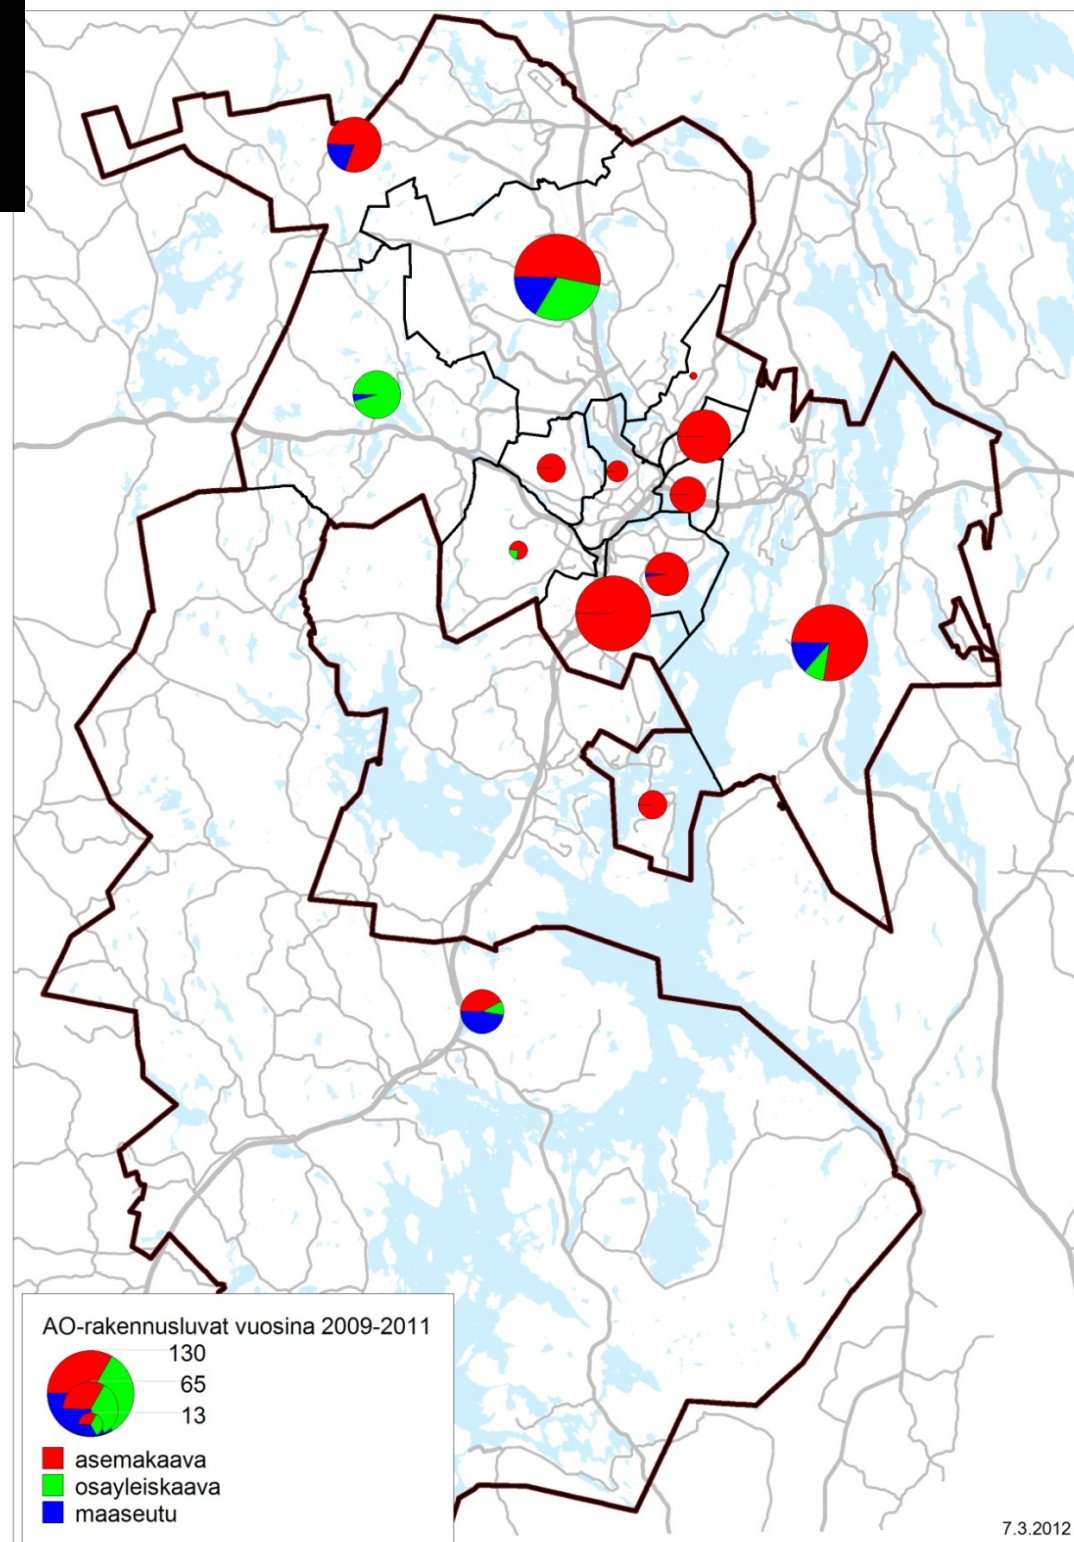 AO-rakennusluvat vuosina 2009-2011
130
65
13
asemakaava
osayleiskaava
maaseutu
7.3.2012